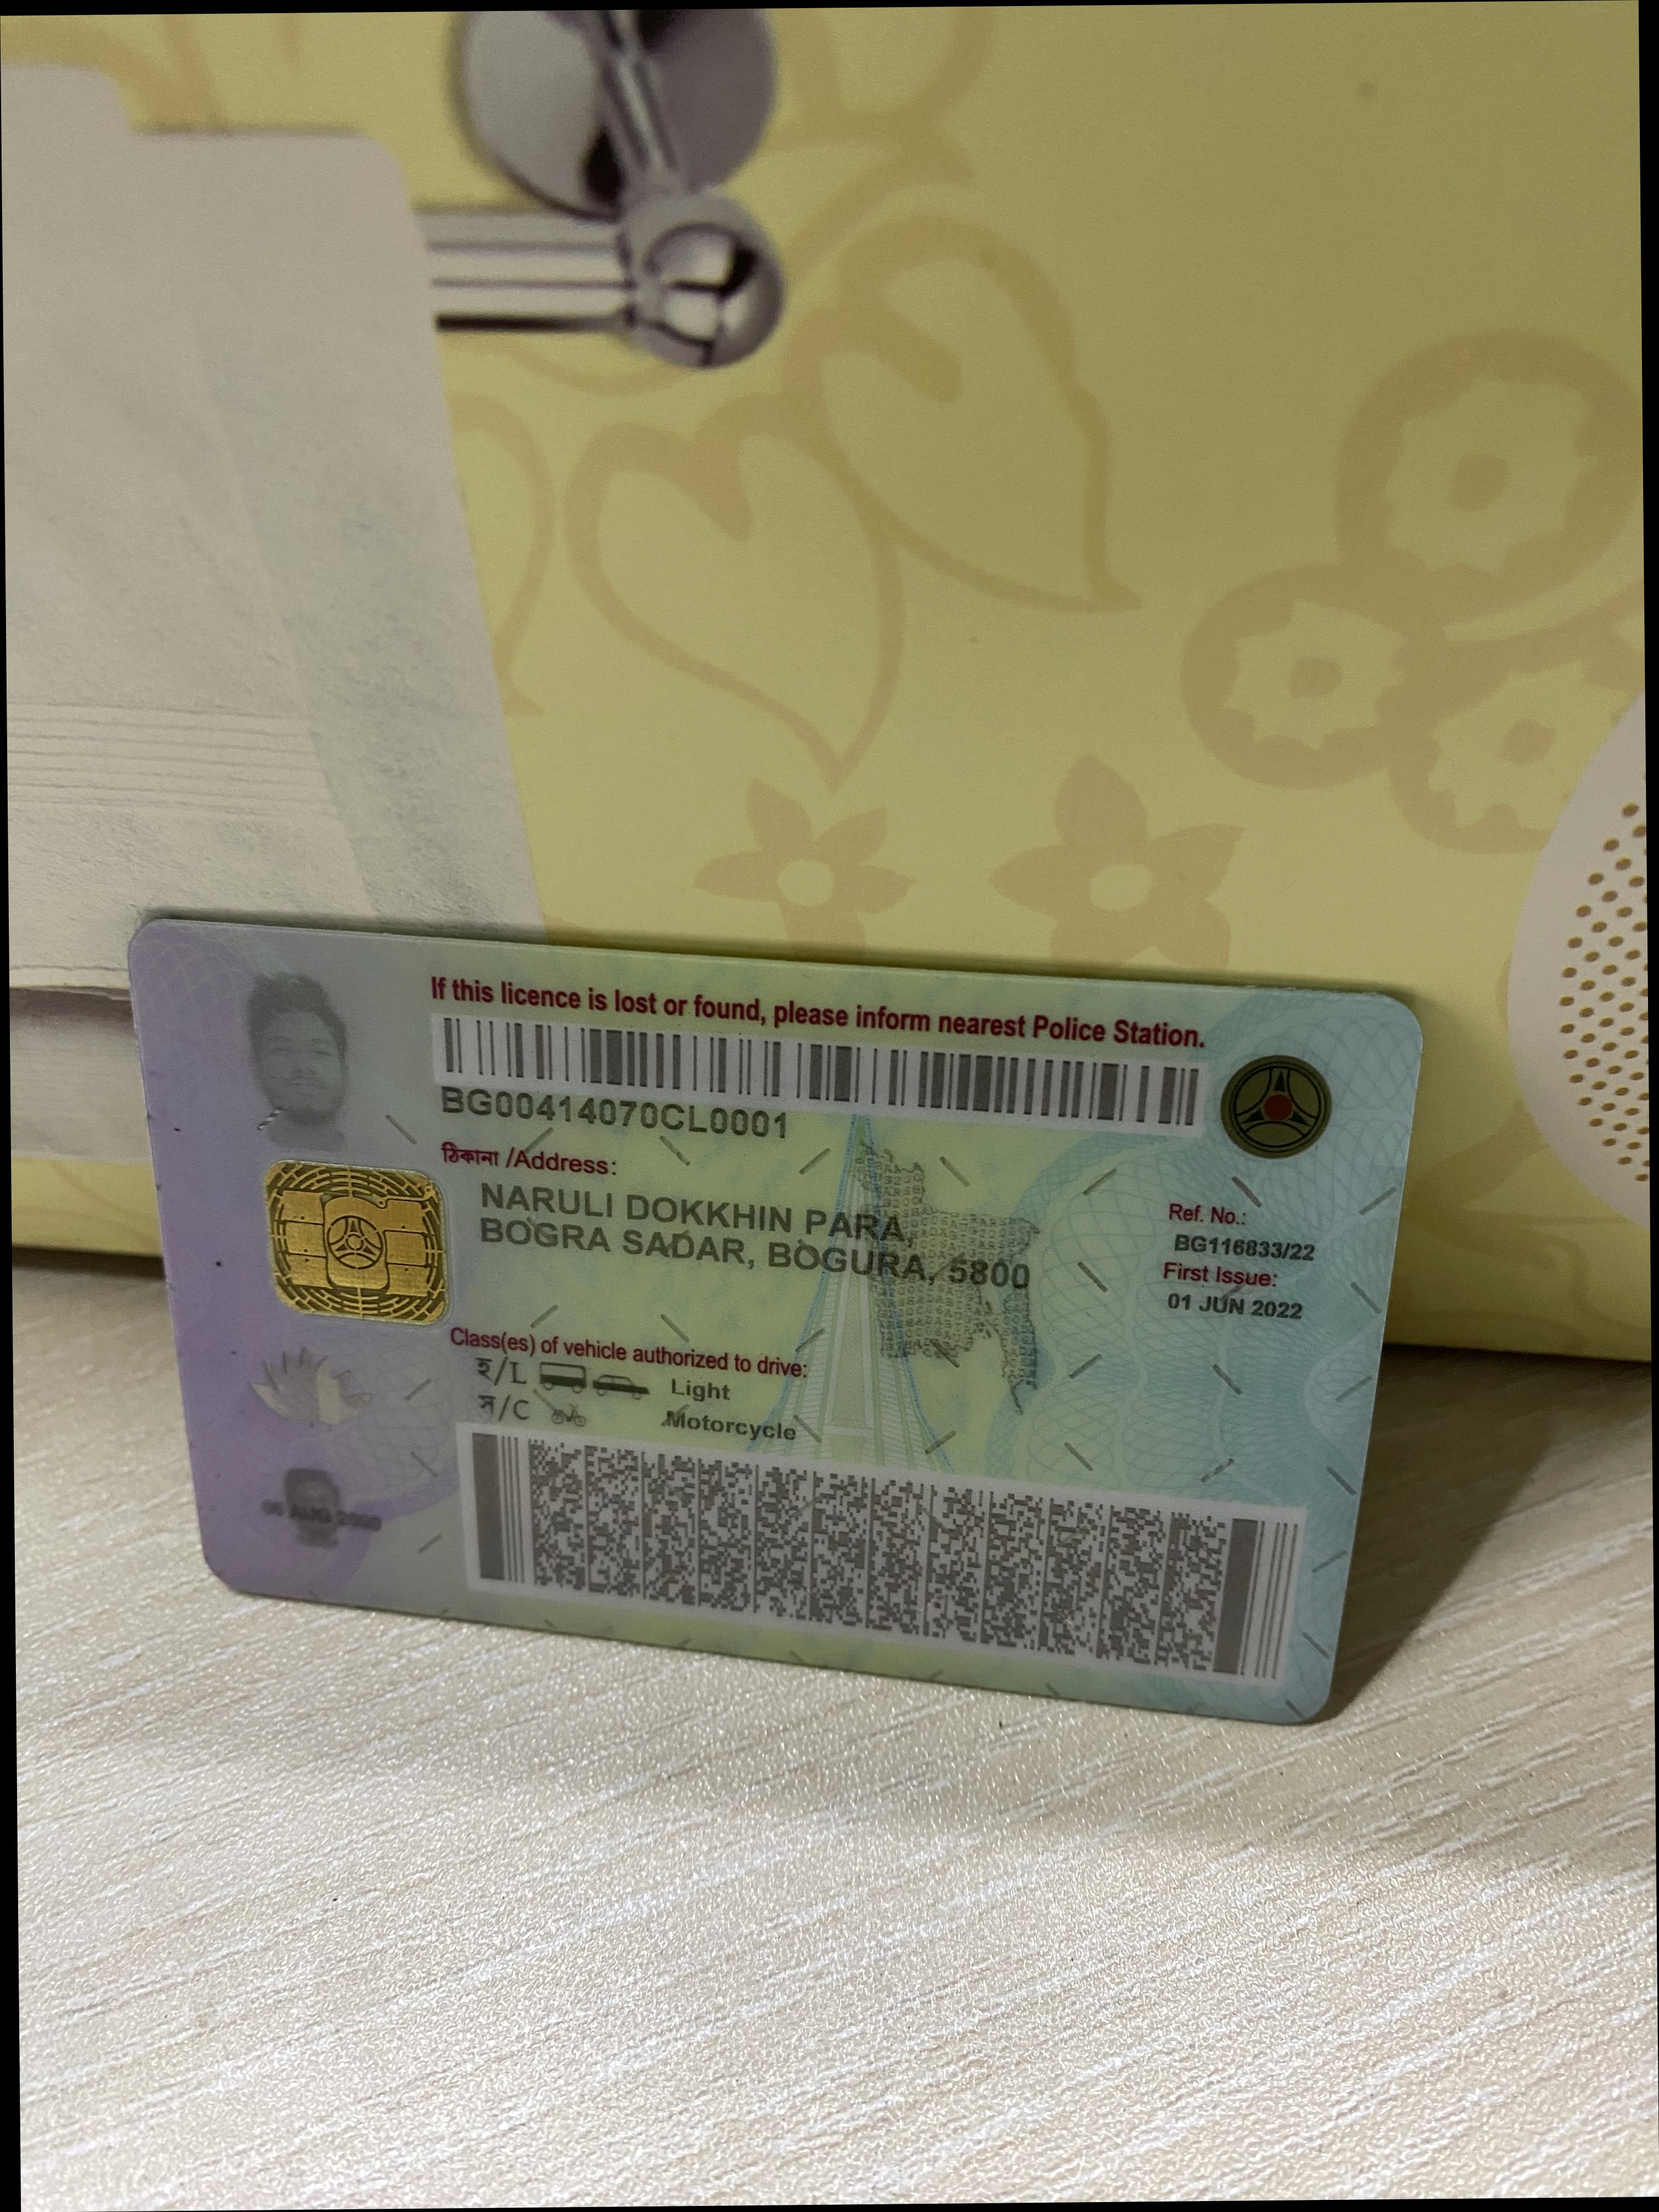 If this licence is lost or found, please inform nearest Police Station.
BG00414070CL0001
ঠিকানা /Address:
NARULI DOKKHIN PARA,
BOGRA SADAR, BOGURA, 5800
Ref. No.:
BG116833/22
First Issue:
01 JUN 2022
Class(es) of vehicle authorized to drive:
হ/L Light
স/C Motorcycle
AUG